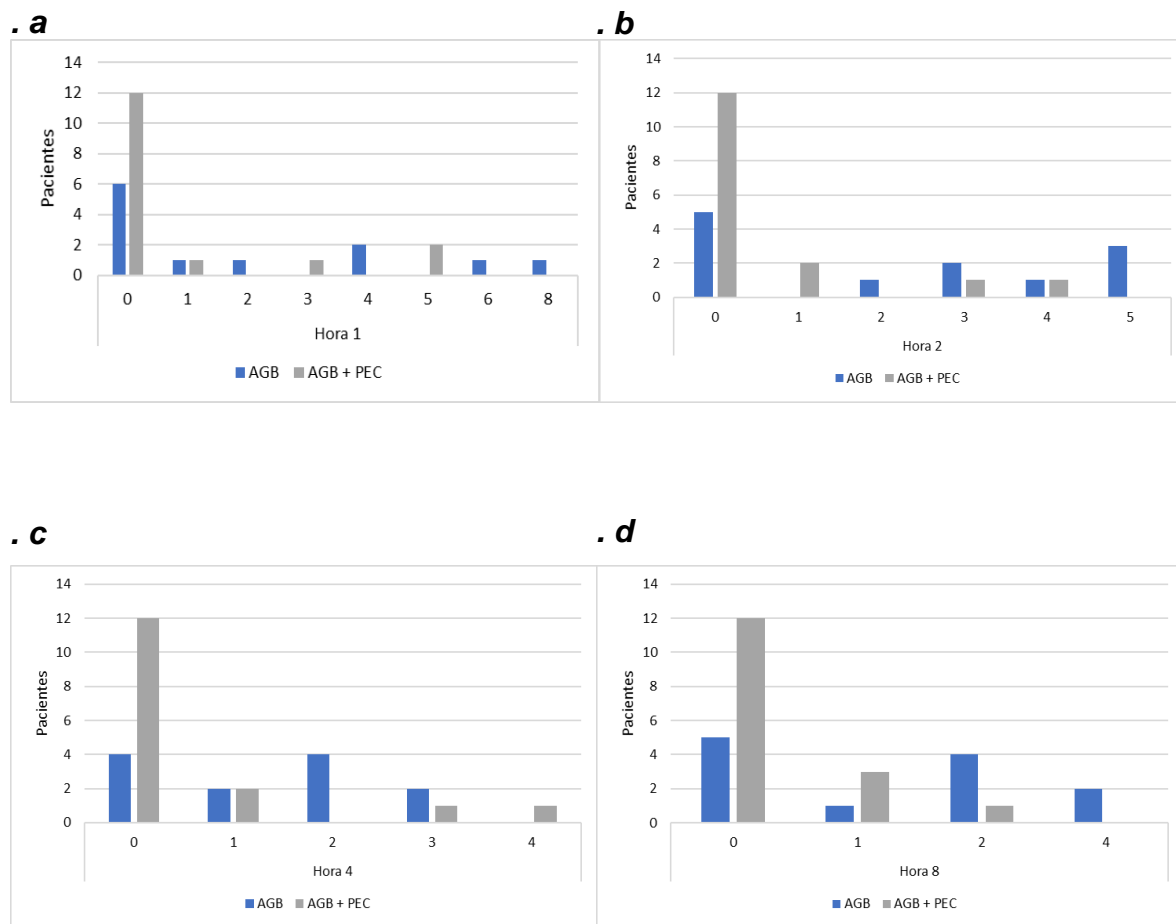 . a
14
12
10
8
6
4
2
0
Pacientes
0 1 2 3 4 5 6 8
Hora 1
AGB AGB + PEC
. b
14
12
10
8
6
4
2
0
Pacientes
0 1 2 3 4 5
Hora 2
AGB AGB + PEC
. c
14
12
10
8
6
4
2
0
Pacientes
0 1 2 3 4
Hora 4
AGB AGB + PEC
. d
14
12
10
8
6
4
2
0
Pacientes
0 1 2 4
Hora 8
AGB AGB + PEC